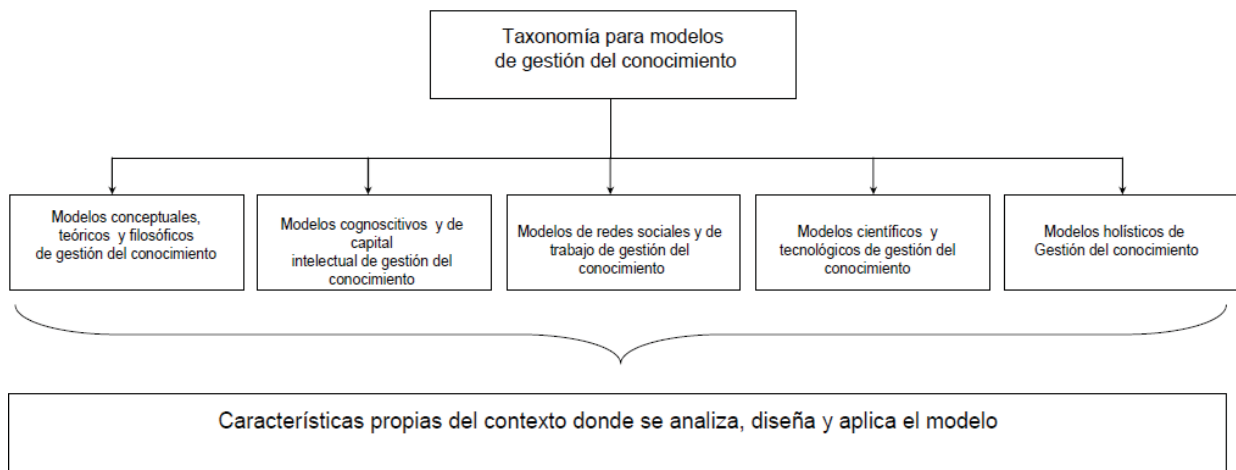 Taxonomía para modelos
de gestión del conocimiento
Modelos conceptuales,
teóricos y filosóficos
de gestión del conocimiento
Modelos cognoscitivos y de
capital
intelectual de gestión del
conocimiento
Modelos de redes sociales y de
trabajo de gestión del
conocimiento
Modelos científicos y
tecnológicos de gestión del
conocimiento
Modelos holísticos de
Gestión del conocimiento
Características propias del contexto donde se analiza, diseña y aplica el modelo